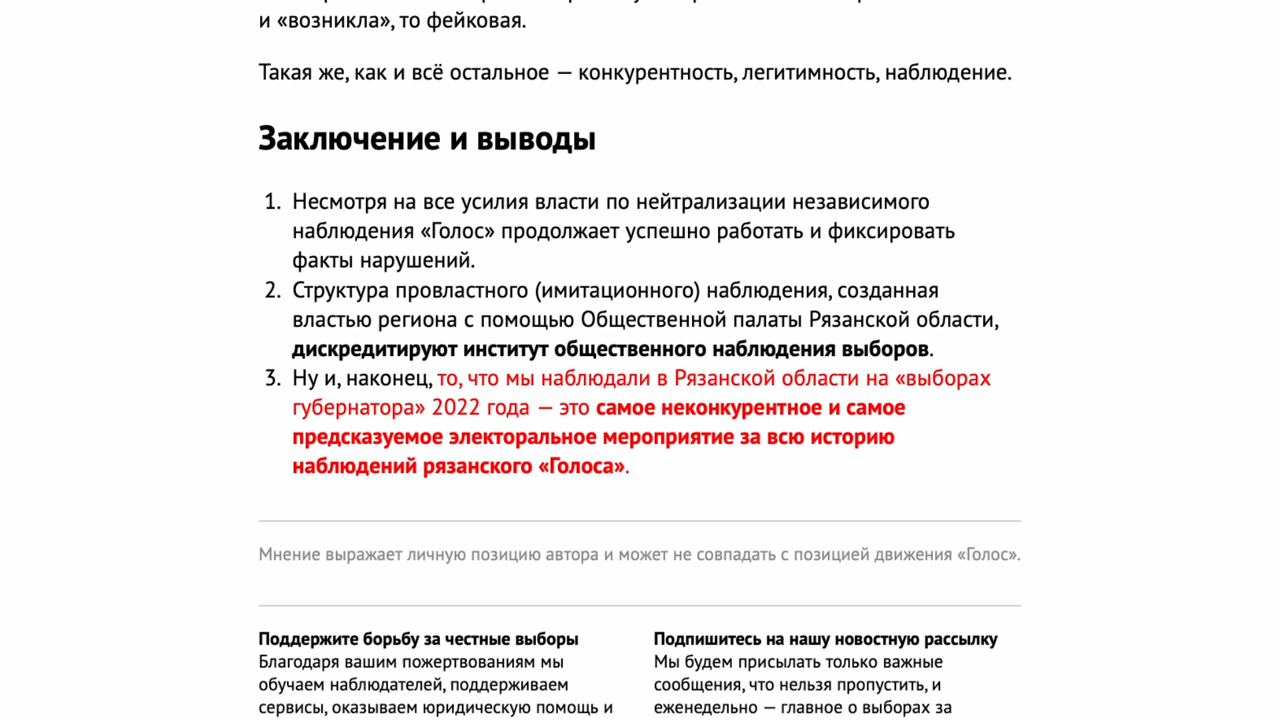 и «возникла», то фейковая.
Такая же, как и всё остальное — конкурентность, легитимность, наблюдение.
Заключение и выводы
1. Несмотря на все усилия власти по нейтрализации независимого
наблюдения «Голос» продолжает успешно работать и фиксировать
факты нарушений.
2. Структура провластного (имитационного) наблюдения, созданная
властью региона с помощью Общественной палаты Рязанской области,
дискредитируют институт общественного наблюдения выборов.
3. Ну и, наконец, то, что мы наблюдали в Рязанской области на «выборах
губернатора» 2022 года — это самое неконкурентное и самое
предсказуемое электоральное мероприятие за всю историю
наблюдений рязанского «Голоса».
Мнение выражает личную позицию автора и может не совпадать с позицией движения «Голос».
Поддержите борьбу за честные выборы
Благодаря вашим пожертвованиям мы
обучаем наблюдателей, поддерживаем
сервисы, оказываем юридическую помощь и
Подпишитесь на нашу новостную рассылку
Мы будем присылать только важные
сообщения, что нельзя пропустить, и
еженедельно — главное о выборах за